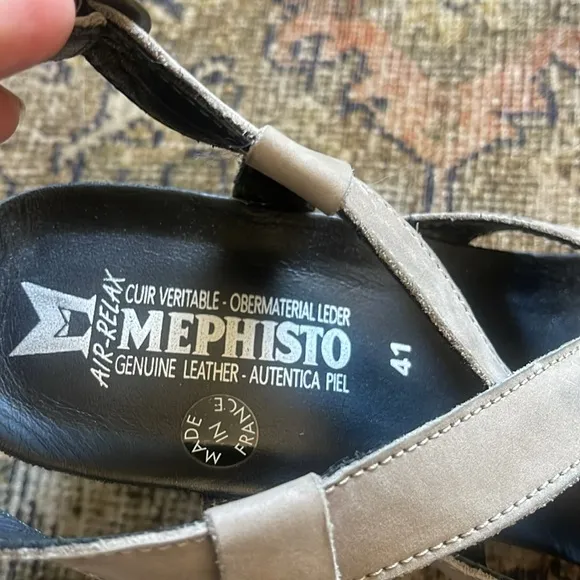 AIR-RELAX
CUIR VERITABLE - OBERMATERIAL LEDER
MEPHISTO
GENUINE LEATHER - AUTENTICA PIEL
41
MADE
IN
FRANCE